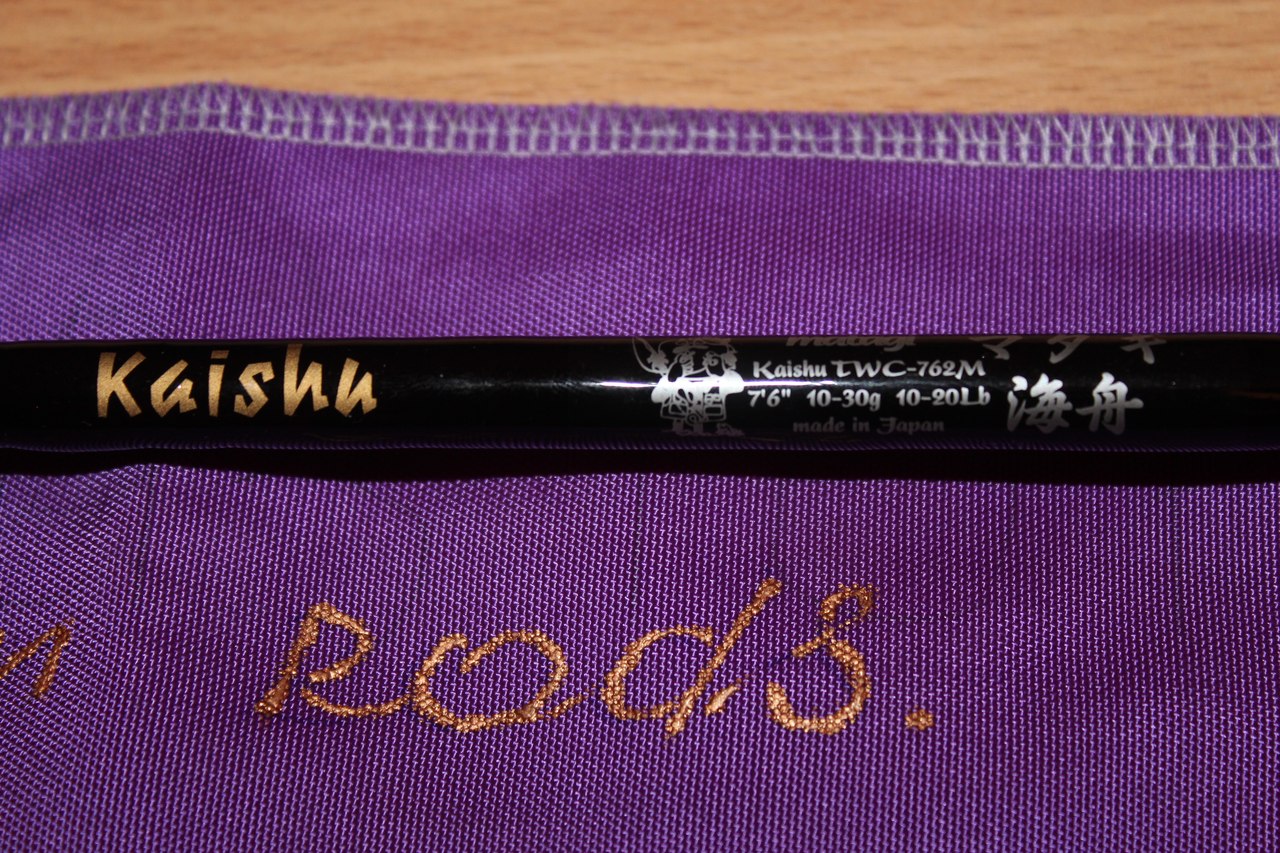 Kaishu
Matagi マタギ
Kaishu TWC-762M
7'6" 10-30g 10-20Lb
海舟
made in Japan
Rods.